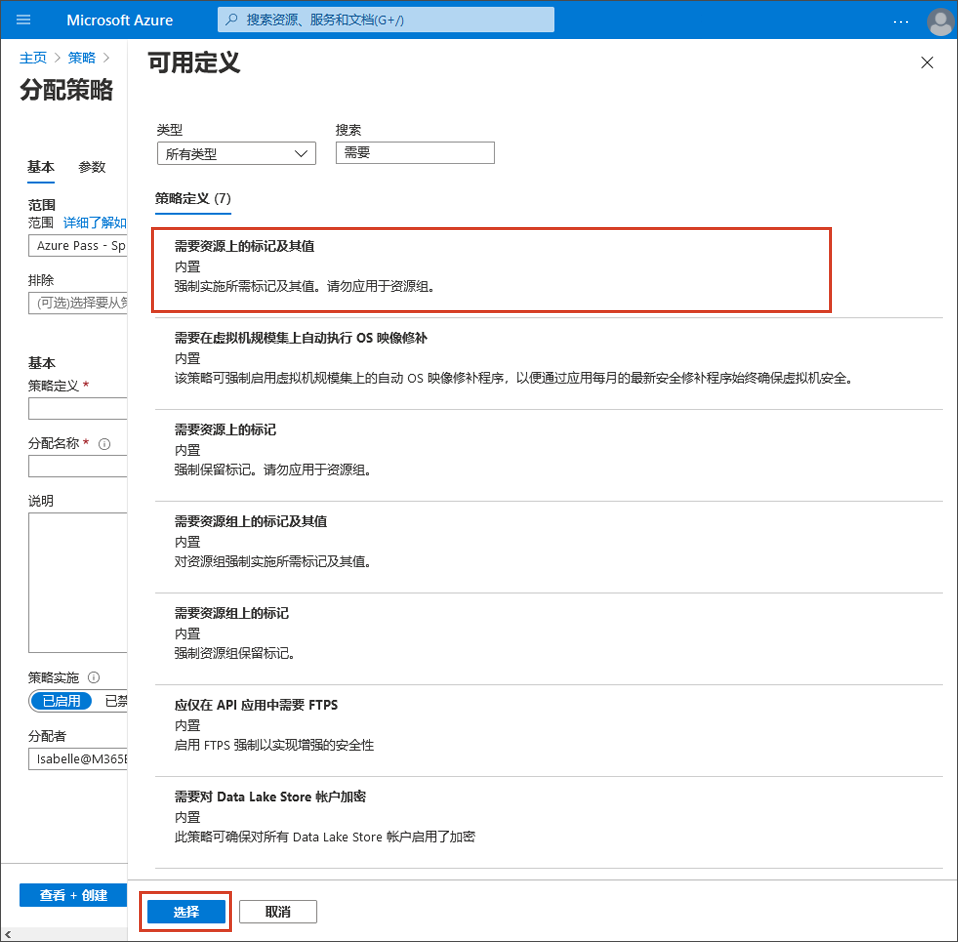 Microsoft Azure
搜索资源、服务和文档(G+/)
主页 > 策略 >
分配策略
基本 参数
范围
范围 详细了解如
Azure Pass - Sp
排除
(可选)选择要从策
基本
策略定义 *
分配名称 *
说明
策略实施
已启用 已禁
分配者
Isabelle@M365
查看 + 创建
可用定义
类型
所有类型
搜索
需要
策略定义 (7)
需要资源上的标记及其值
内置
强制实施所需标记及其值。请勿应用于资源组。
需要在虚拟机规模集上自动执行 OS 映像修补
内置
该策略可强制启用虚拟机规模集上的自动 OS 映像修补程序，以便通过应用每月的最新安全修补程序始终确保虚拟机安全。
需要资源上的标记
内置
强制保留标记。请勿应用于资源组。
需要资源组上的标记及其值
内置
对资源组强制实施所需标记及其值。
需要资源组上的标记
内置
强制资源组保留标记。
应仅在 API 应用中需要 FTPS
内置
启用 FTPS 强制以实现增强的安全性
需要对 Data Lake Store 帐户加密
内置
此策略可确保对所有 Data Lake Store 帐户启用了加密
选择 取消